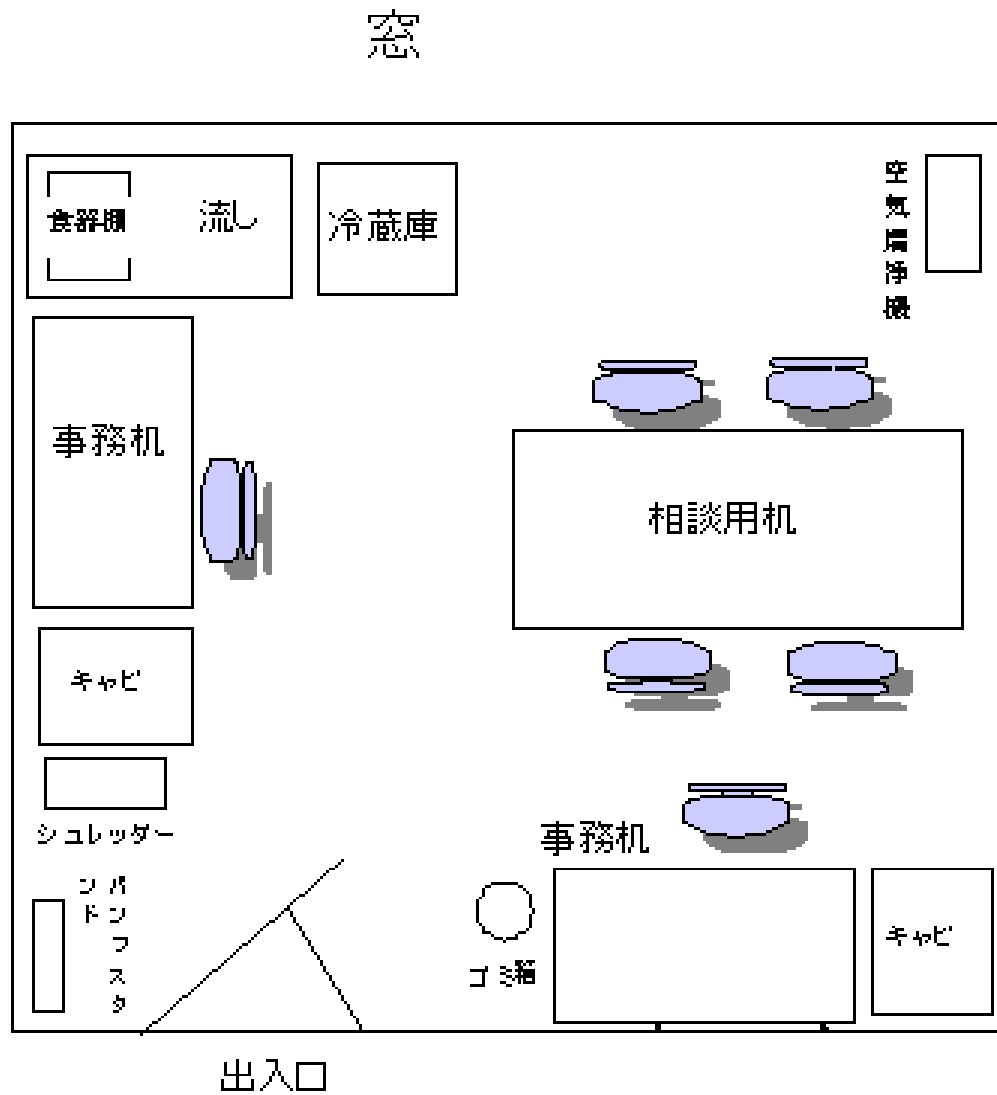 窓
食器棚
流し
冷蔵庫
空気清浄機
事務机
相談用机
キャビ
シュレッダー
事務机
パンフスタ
ンド
ゴミ箱
キャビ
出入口